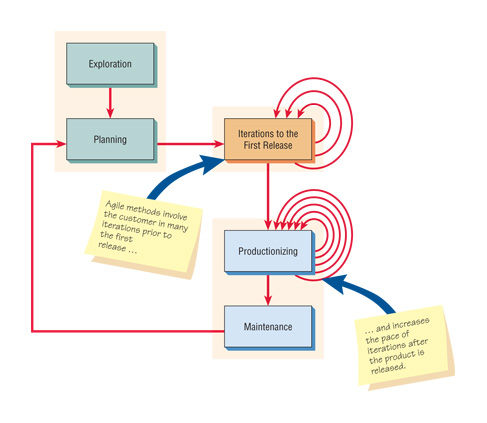 Exploration
Planning
Iterations to the
First Release
Agile methods involve
the customer in many
iterations prior to
the first
release ...
Productionizing
Maintenance
... and increases
the pace of
iterations after
the product is
released.